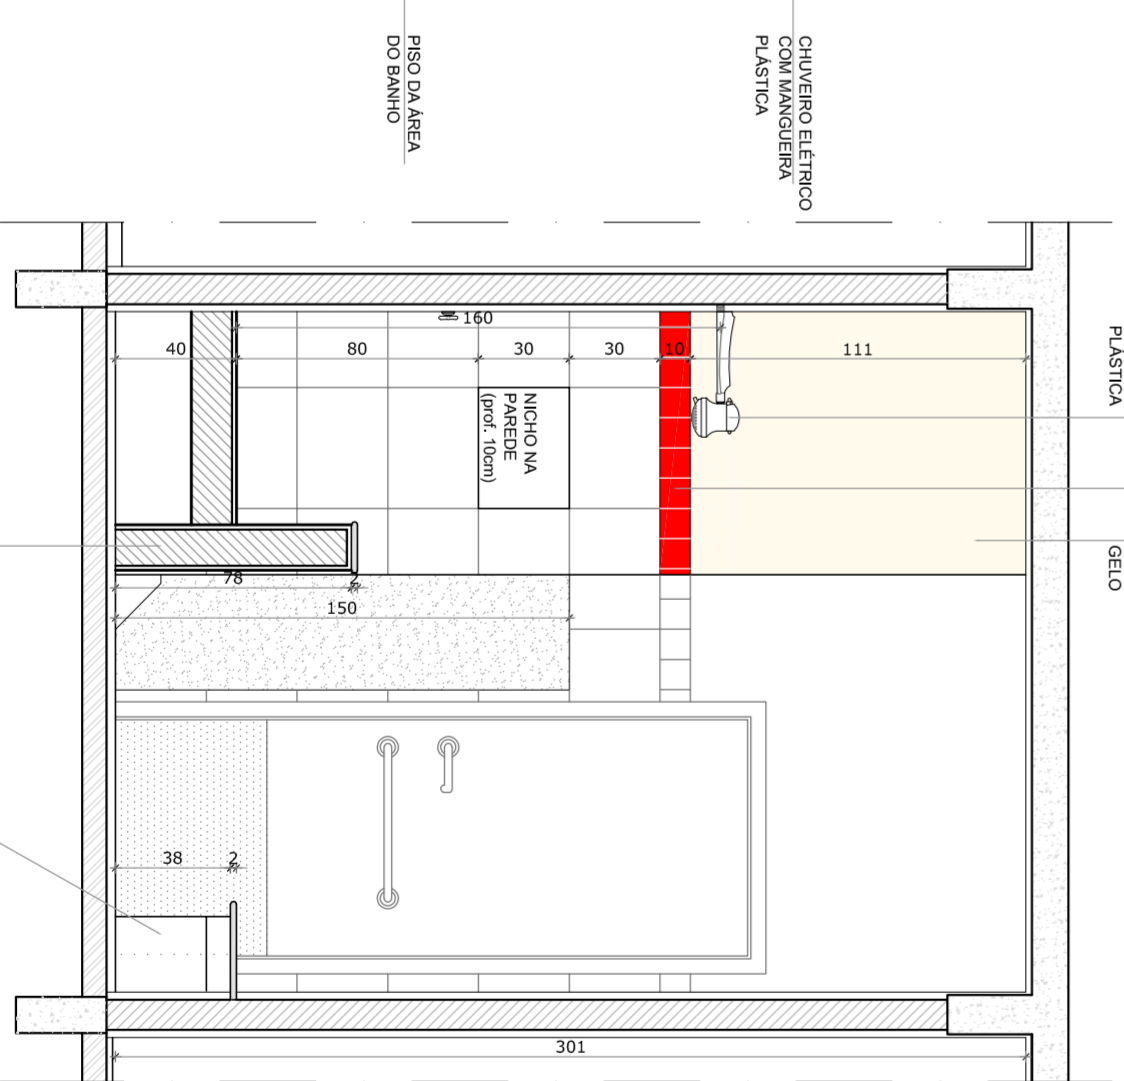 PISO DA ÁREA
DO BANHO
CHUVEIRO ELÉTRICO
COM MANGUEIRA
PLÁSTICA
PLÁSTICA
GELO
160
40
80
30
30
10
111
NICHO NA
PAREDE
(prof. 10cm)
78
2
150
38
2
301